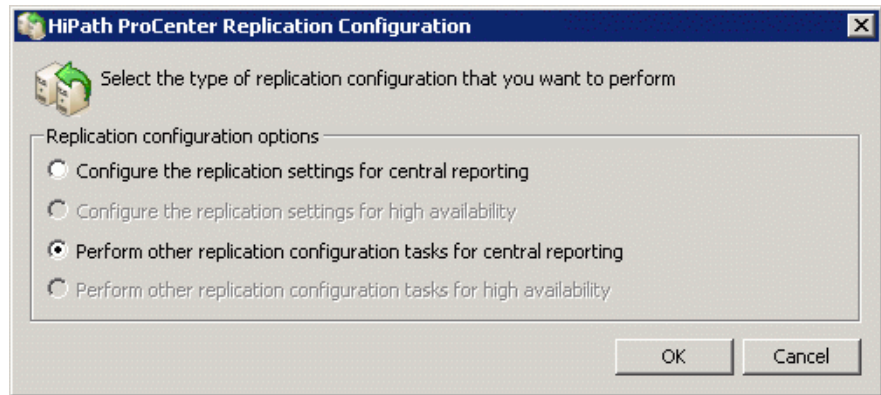 HiPath ProCenter Replication Configuration
Select the type of replication configuration that you want to perform
Replication configuration options
Configure the replication settings for central reporting
Configure the replication settings for high availability
Perform other replication configuration tasks for central reporting
Perform other replication configuration tasks for high availability
OK Cancel